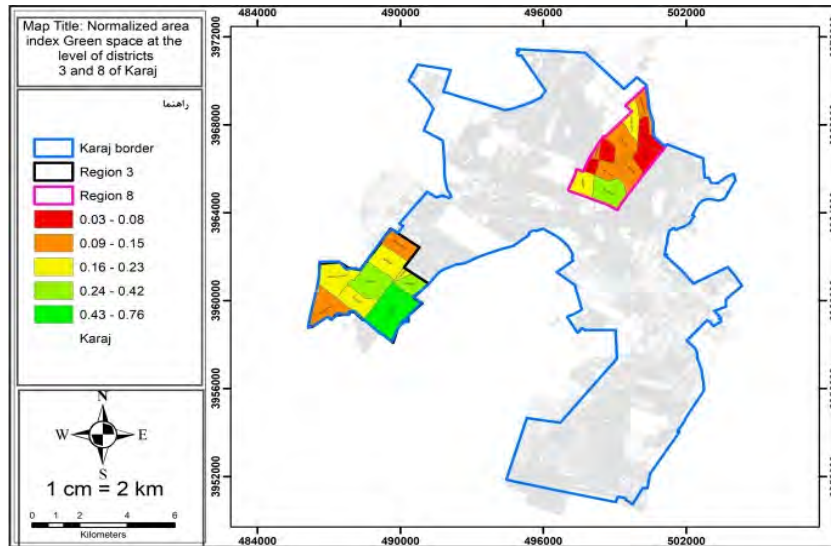 Map Title: Normalized area
index Green space at the
level of districts
3 and 8 of Karaj
راهنما
Karaj border
Region 3
Region 8
0.03 - 0.08
0.09 - 0.15
0.16 - 0.23
0.24 - 0.42
0.43 - 0.76
Karaj
N
W E
S
1 cm = 2 km
0 1 2 4 6
Kilometers
484000 490000 496000 502000
3972000
3968000
3964000
3960000
3956000
3952000
484000 490000 496000 502000